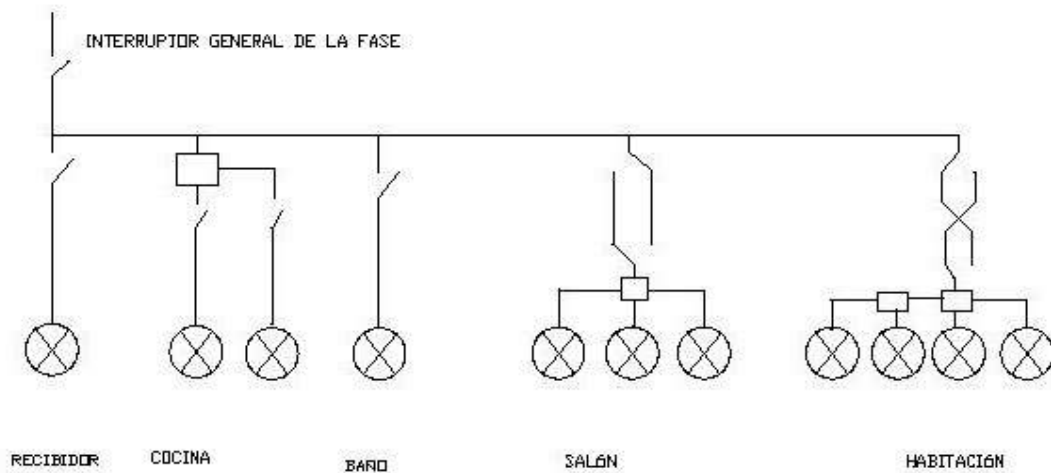 INTERRUPTOR GENERAL DE LA FASE
RECIBIDOR
COCINA
BAÑO
SALÓN
HABITACIÓN